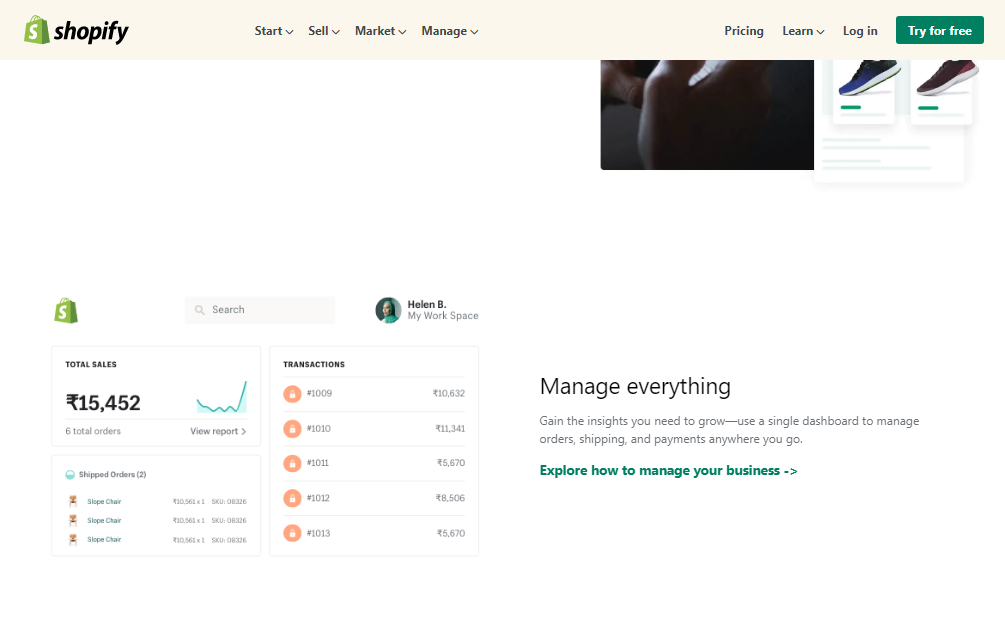 shopify
Start Sell Market Manage Pricing Learn Log in Try for free
Search
Helen B.
My Work Space
TOTAL SALES
₹15,452
6 total orders View report >
Shipped Orders (2)
Slope Chair ₹10,561 x 1 SKU: 08326
Slope Chair ₹10,561 x 1 SKU: 08326
Slope Chair ₹10,561 x 1 SKU: 08326
TRANSACTIONS
#1009 ₹10,632
#1010 ₹11,341
#1011 ₹5,670
#1012 ₹8,506
#1013 ₹5,670
Manage everything
Gain the insights you need to grow—use a single dashboard to manage
orders, shipping, and payments anywhere you go.
Explore how to manage your business ->